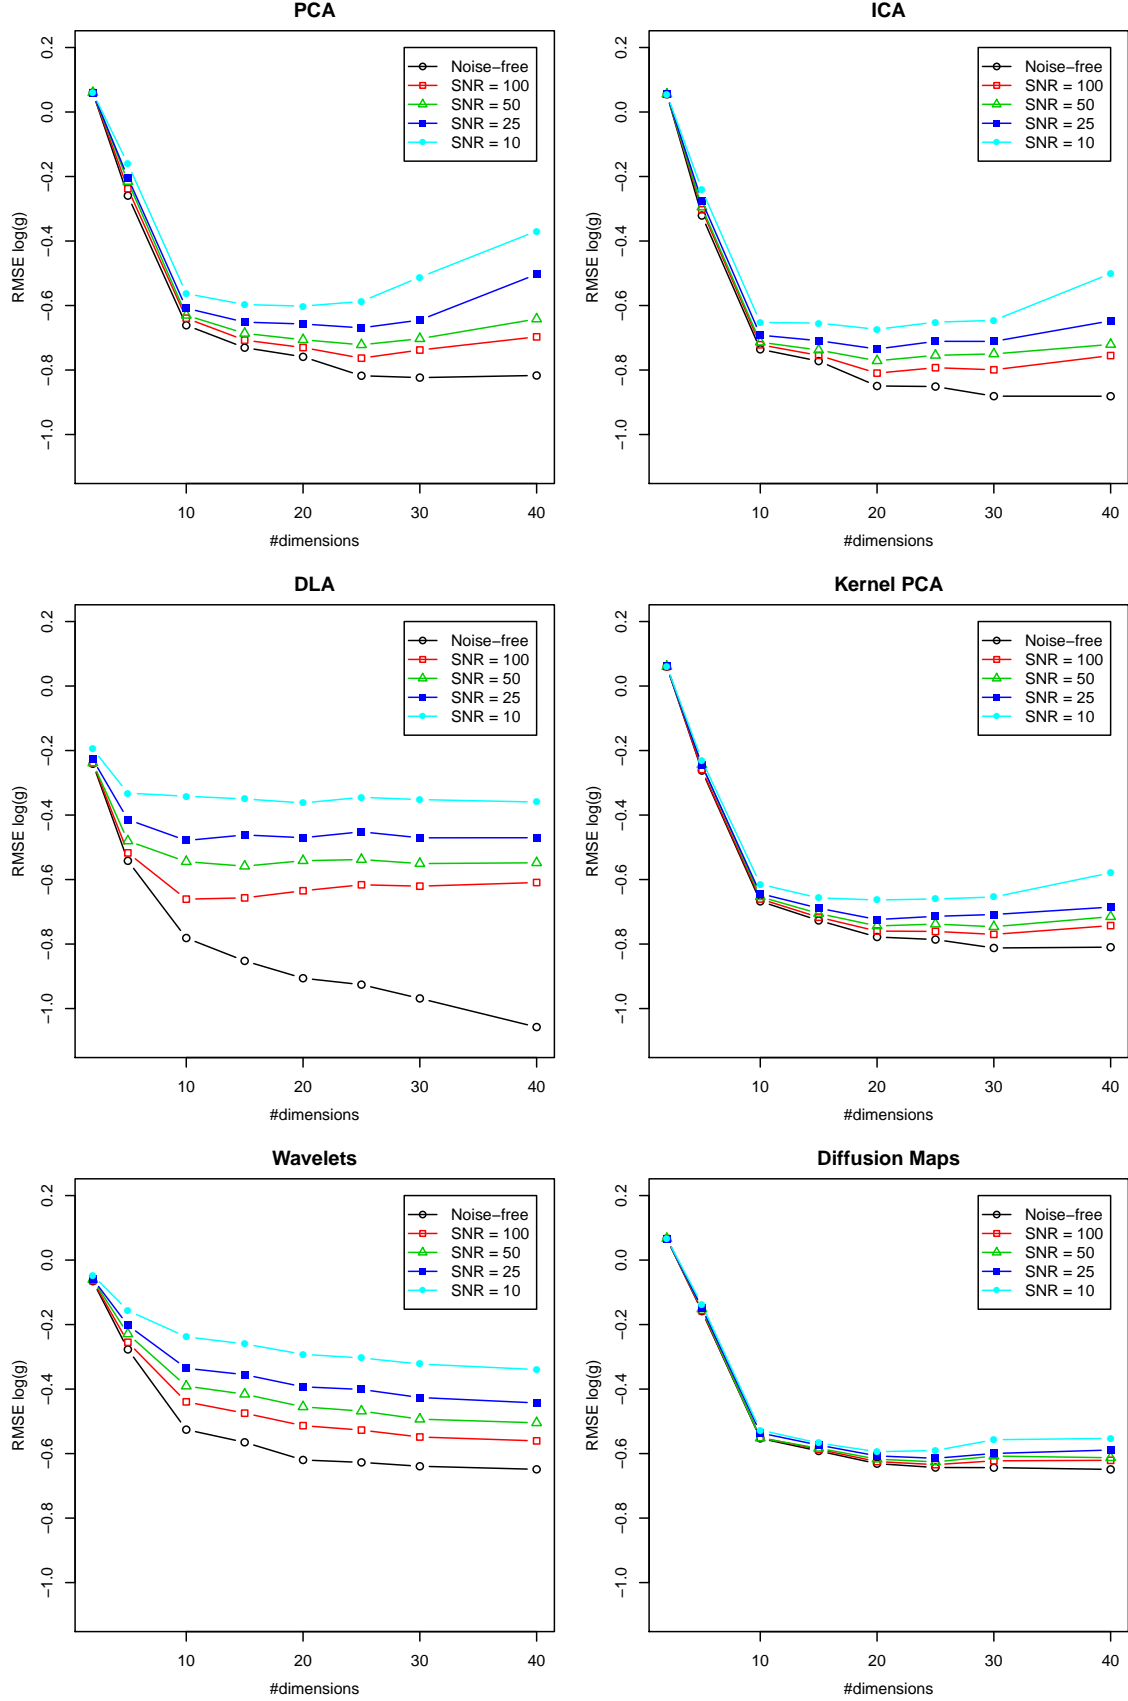 PCA
RMSE log(g)
0.2
0.0
−0.2
−0.4
−0.6
−0.8
−1.0
Noise−free
SNR = 100
SNR = 50
SNR = 25
SNR = 10
10 20 30 40
#dimensions
ICA
RMSE log(g)
0.2
0.0
−0.2
−0.4
−0.6
−0.8
−1.0
Noise−free
SNR = 100
SNR = 50
SNR = 25
SNR = 10
10 20 30 40
#dimensions
DLA
RMSE log(g)
0.2
0.0
−0.2
−0.4
−0.6
−0.8
−1.0
Noise−free
SNR = 100
SNR = 50
SNR = 25
SNR = 10
10 20 30 40
#dimensions
Kernel PCA
RMSE log(g)
0.2
0.0
−0.2
−0.4
−0.6
−0.8
−1.0
Noise−free
SNR = 100
SNR = 50
SNR = 25
SNR = 10
10 20 30 40
#dimensions
Wavelets
RMSE log(g)
0.2
0.0
−0.2
−0.4
−0.6
−0.8
−1.0
Noise−free
SNR = 100
SNR = 50
SNR = 25
SNR = 10
10 20 30 40
#dimensions
Diffusion Maps
RMSE log(g)
0.2
0.0
−0.2
−0.4
−0.6
−0.8
−1.0
Noise−free
SNR = 100
SNR = 50
SNR = 25
SNR = 10
10 20 30 40
#dimensions